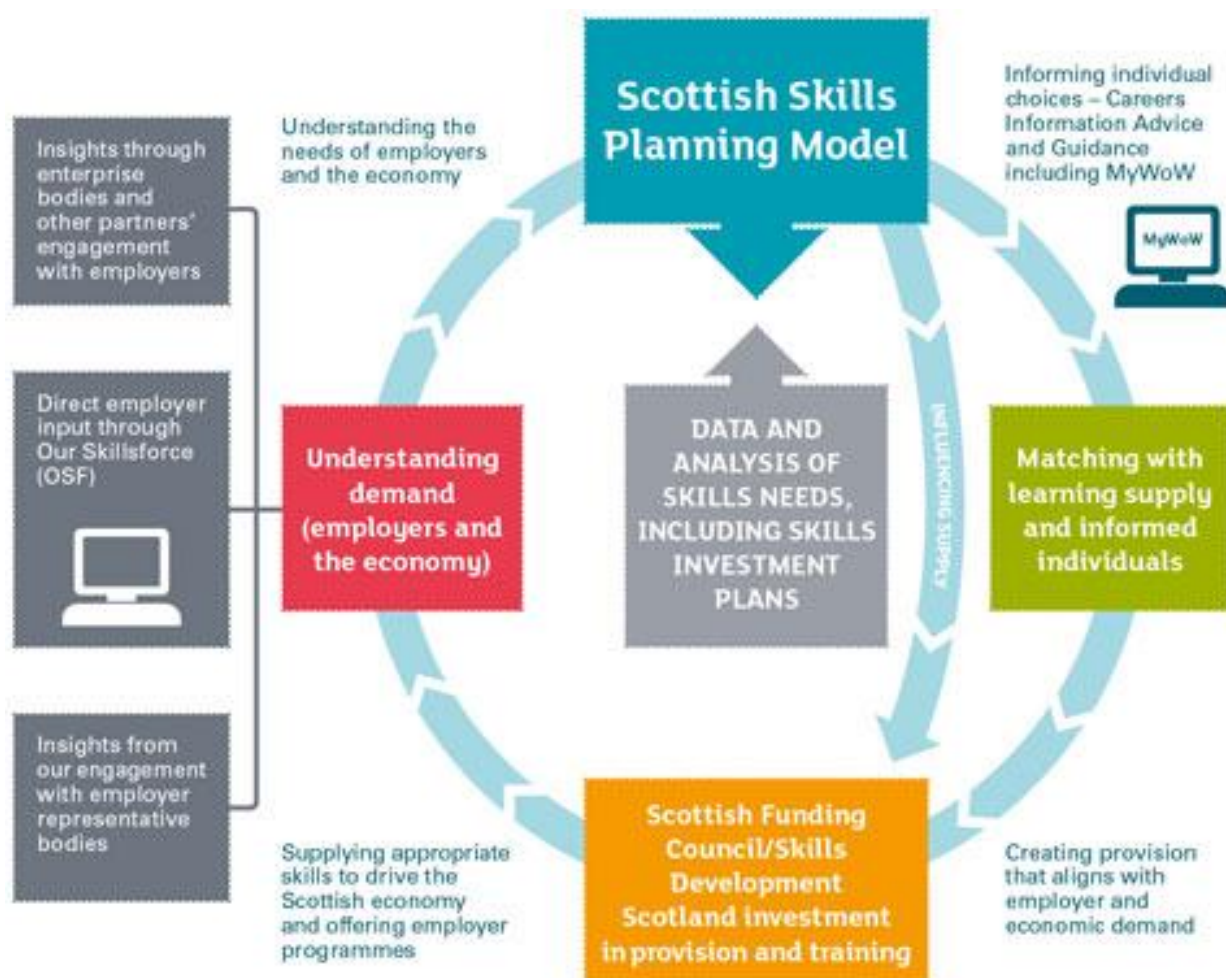 Scottish Skills
Planning Model
Informing individual
choices – Careers
Information Advice
and Guidance
including MyWoW
MyWoW
Understanding the
needs of employers
and the economy
Insights through
enterprise
bodies and
other partners'
engagement
with employers
Direct employer
input through
Our Skillsforce
(OSF)
Insights from
our engagement
with employer
representative
bodies
Understanding
demand
(employers and
the economy)
DATA AND
ANALYSIS OF
SKILLS NEEDS,
INCLUDING SKILLS
INVESTMENT
PLANS
INFLUENCING SUPPLY
Matching with
learning supply
and informed
individuals
Supplying appropriate
skills to drive the
Scottish economy
and offering employer
programmes
Scottish Funding
Council/Skills
Development
Scotland investment
in provision and training
Creating provision
that aligns with
employer and
economic demand